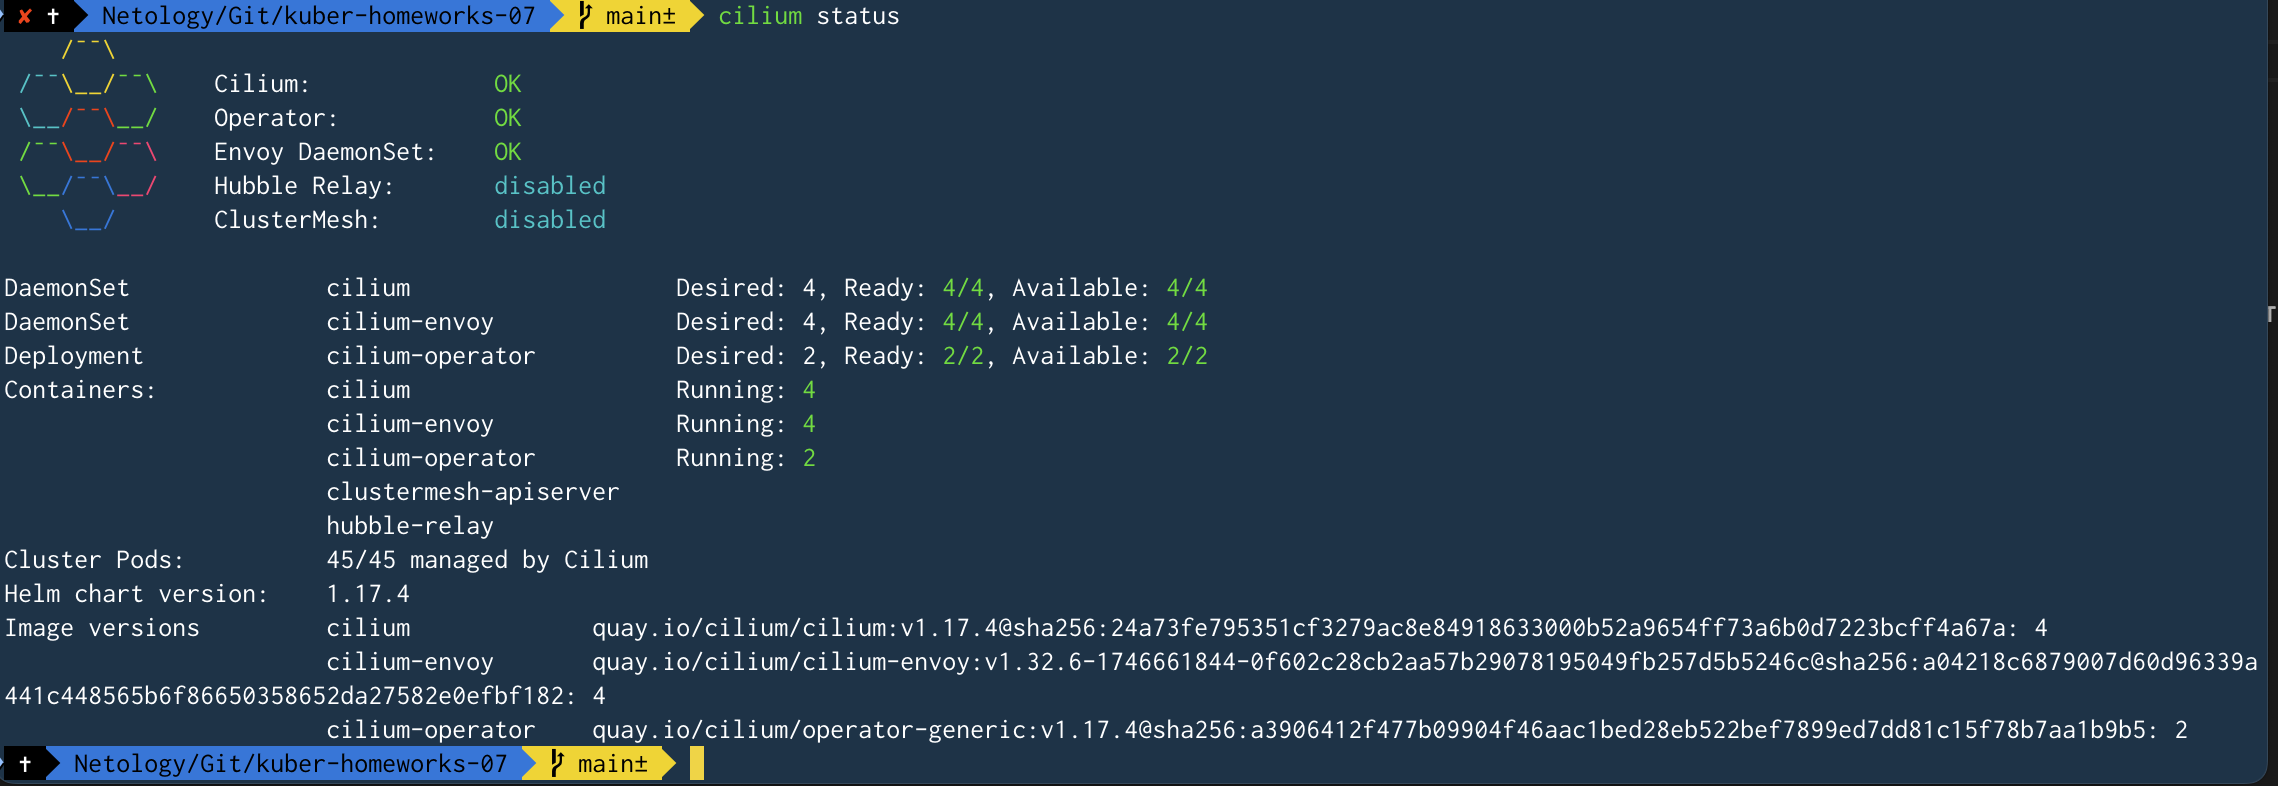 ✘ ✝ Netology/Git/kuber-homeworks-07 main± cilium status
    /¯¯\
 /¯¯\__/¯¯\    Cilium:             OK
 \__/¯¯\__/    Operator:           OK
 /¯¯\__/¯¯\    Envoy DaemonSet:    OK
 \__/¯¯\__/    Hubble Relay:       disabled
    \__/       ClusterMesh:        disabled

DaemonSet              cilium                   Desired: 4, Ready: 4/4, Available: 4/4
DaemonSet              cilium-envoy             Desired: 4, Ready: 4/4, Available: 4/4
Deployment             cilium-operator          Desired: 2, Ready: 2/2, Available: 2/2
Containers:            cilium                   Running: 4
                       cilium-envoy             Running: 4
                       cilium-operator          Running: 2
                       clustermesh-apiserver
                       hubble-relay
Cluster Pods:          45/45 managed by Cilium
Helm chart version:    1.17.4
Image versions         cilium             quay.io/cilium/cilium:v1.17.4@sha256:24a73fe795351cf3279ac8e84918633000b52a9654ff73a6b0d7223bcff4a67a: 4
                       cilium-envoy       quay.io/cilium/cilium-envoy:v1.32.6-1746661844-0f602c28cb2aa57b29078195049fb257d5b5246c@sha256:a04218c6879007d60d96339a
441c448565b6f86650358652da27582e0efbf182: 4
                       cilium-operator    quay.io/cilium/operator-generic:v1.17.4@sha256:a3906412f477b09904f46aac1bed28eb522bef7899ed7dd81c15f78b7aa1b9b5: 2
✝ Netology/Git/kuber-homeworks-07 main±